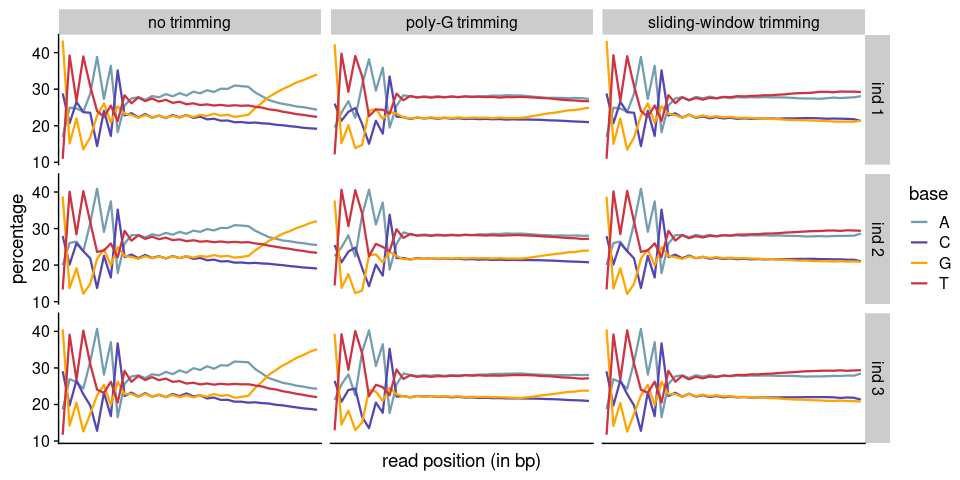 no trimming
poly-G trimming
sliding-window trimming
40
30
20
10
ind 1
40
30
20
10
ind 2
40
30
20
10
ind 3
percentage
read position (in bp)
base
A
C
G
T